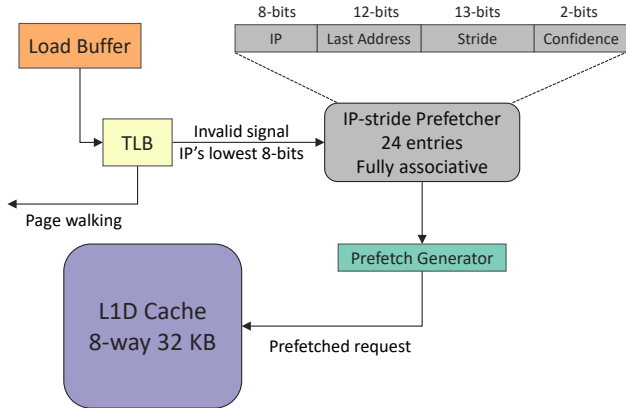 8-bits 12-bits 13-bits 2-bits
IP Last Address Stride Confidence
Load Buffer
IP-stride Prefetcher
24 entries
Fully associative
TLB
Invalid signal
IP's lowest 8-bits
Page walking
Prefetch Generator
L1D Cache
8-way 32 KB
Prefetched request